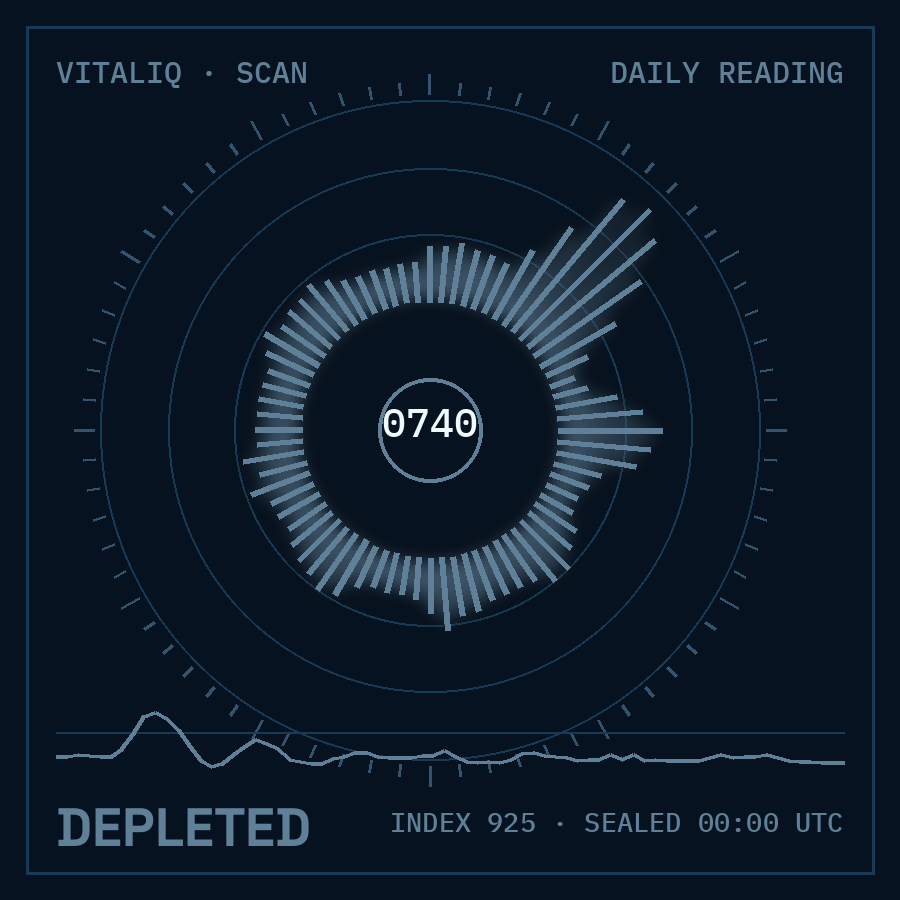 VITALIQ · SCAN
DAILY READING
0740
DEPLETED
INDEX 925 · SEALED 00:00 UTC